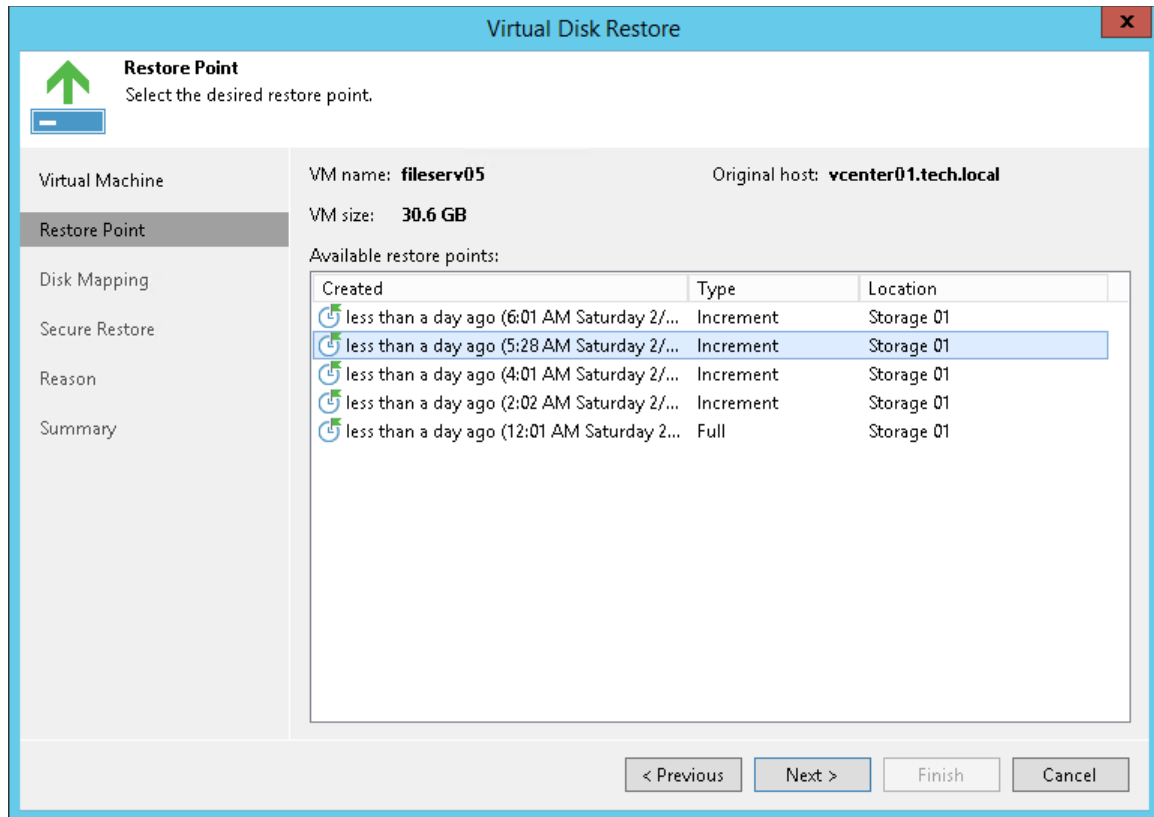 Virtual Disk Restore
x
Restore Point
Select the desired restore point.
Virtual Machine
Restore Point
Disk Mapping
Secure Restore
Reason
Summary
VM name: fileserv05 Original host: vcenter01.tech.local
VM size: 30.6 GB
Available restore points:
Created Type Location
less than a day ago (6:01 AM Saturday 2/... Increment Storage 01
less than a day ago (5:28 AM Saturday 2/... Increment Storage 01
less than a day ago (4:01 AM Saturday 2/... Increment Storage 01
less than a day ago (2:02 AM Saturday 2/... Increment Storage 01
less than a day ago (12:01 AM Saturday 2... Full Storage 01
< Previous Next > Finish Cancel